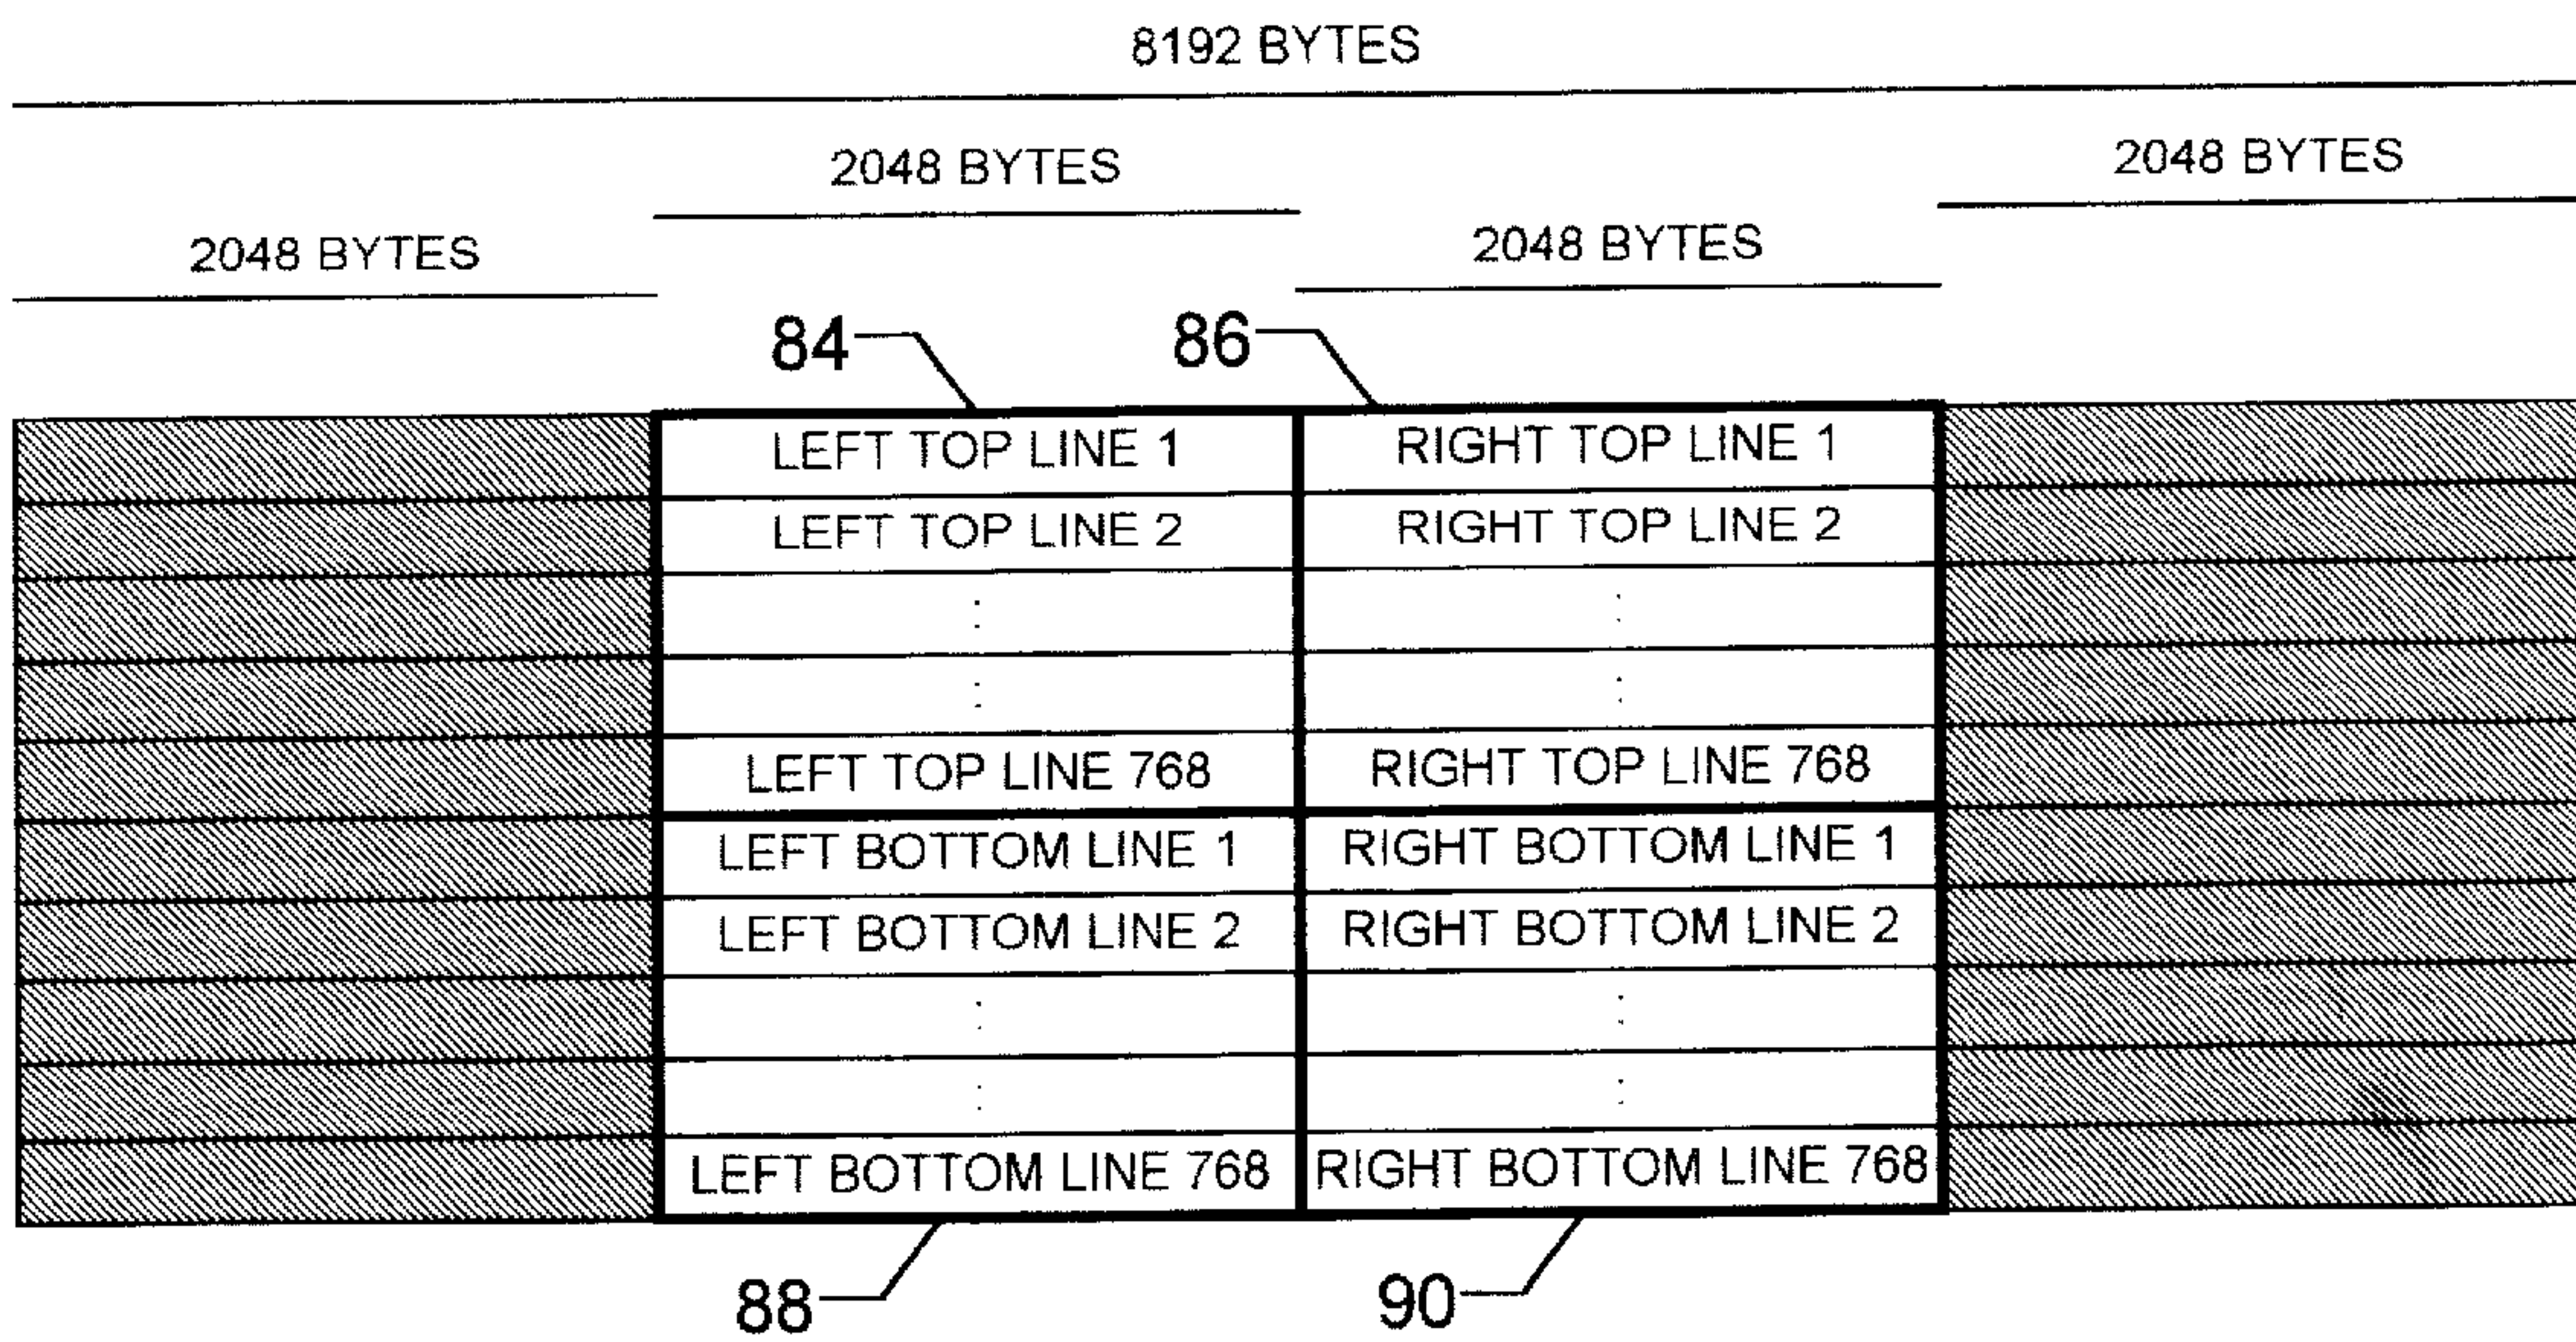 8192 BYTES
2048 BYTES
2048 BYTES
2048 BYTES
2048 BYTES
84
86
LEFT TOP LINE 1
RIGHT TOP LINE 1
LEFT TOP LINE 2
RIGHT TOP LINE 2
LEFT TOP LINE 768
RIGHT TOP LINE 768
LEFT BOTTOM LINE 1
RIGHT BOTTOM LINE 1
LEFT BOTTOM LINE 2
RIGHT BOTTOM LINE 2
LEFT BOTTOM LINE 768
RIGHT BOTTOM LINE 768
88
90